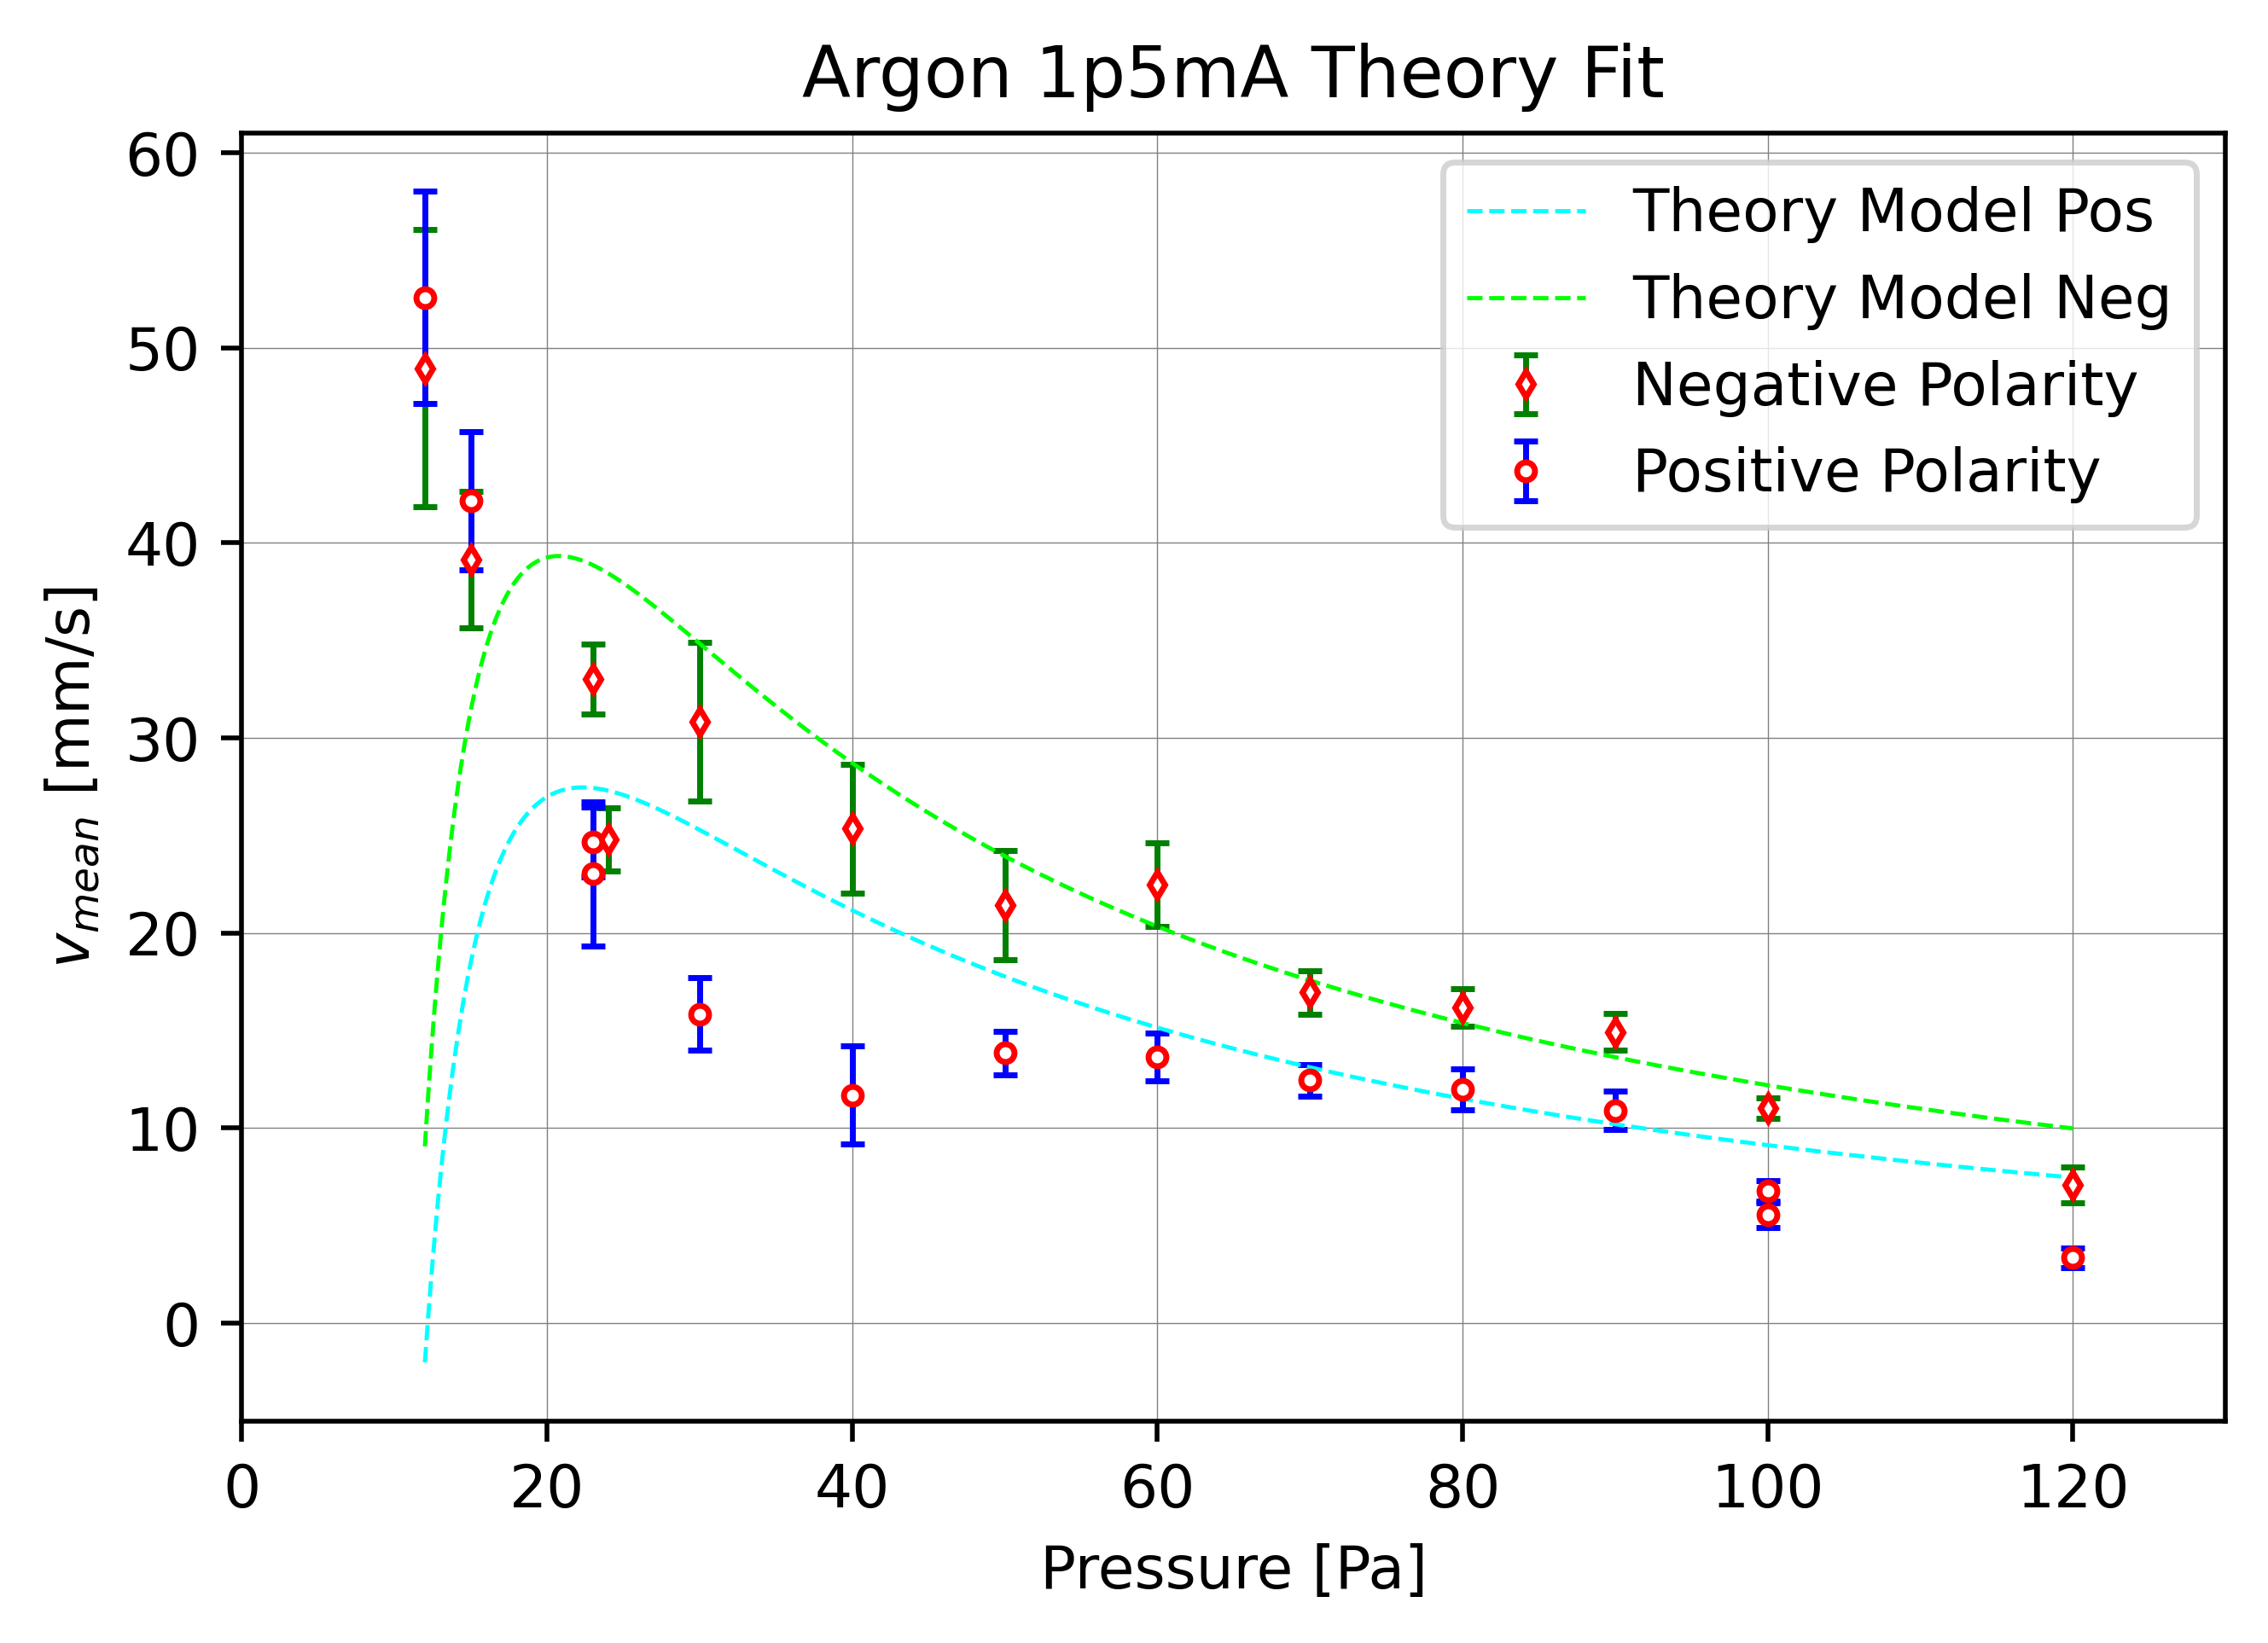 Argon 1p5mA Theory Fit
60
50
40
30
20
10
0
v_mean [mm/s]
Theory Model Pos
Theory Model Neg
Negative Polarity
Positive Polarity
0 20 40 60 80 100 120
Pressure [Pa]